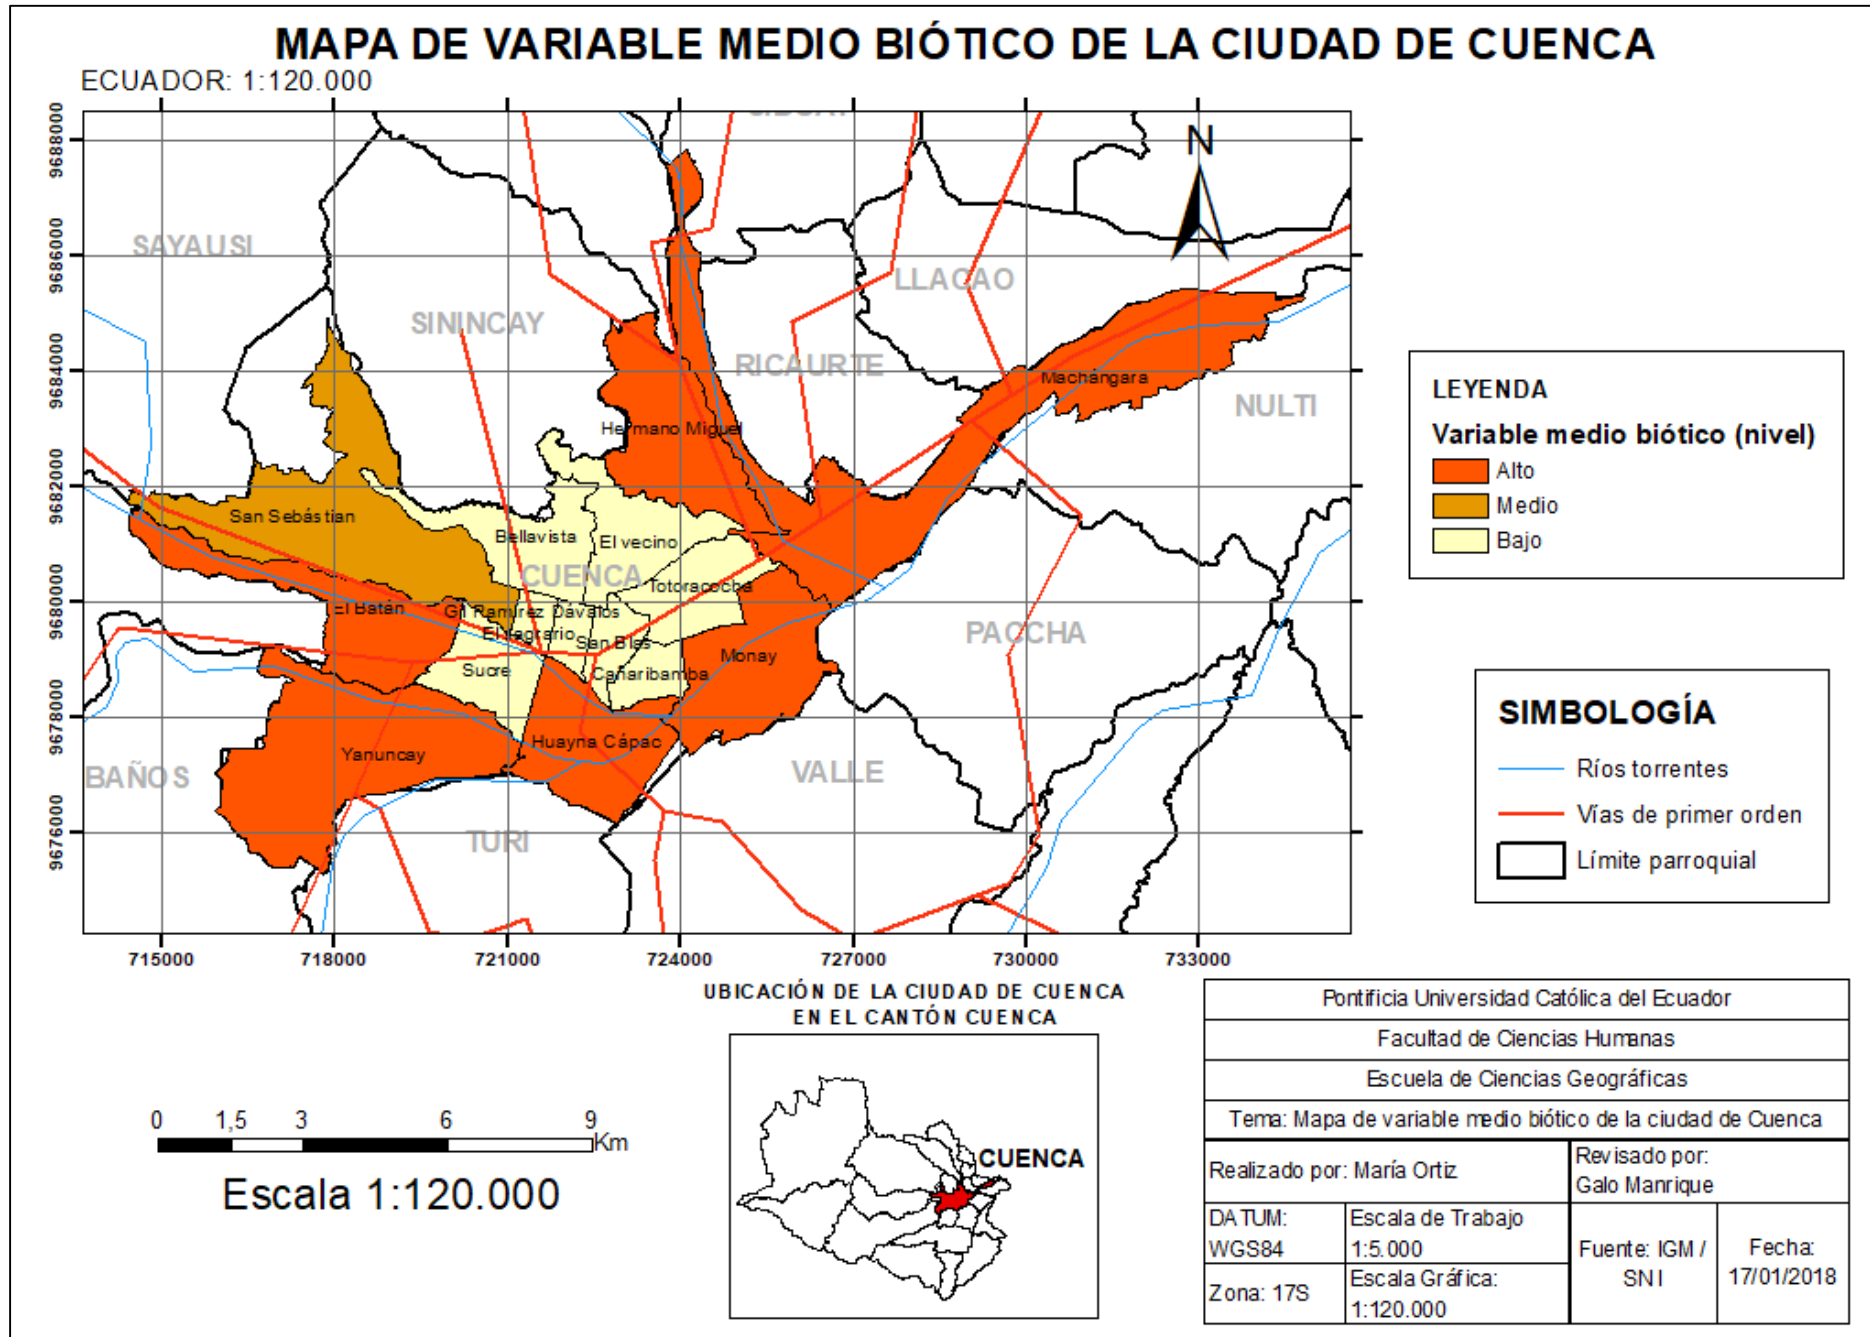 MAPA DE VARIABLE MEDIO BIÓTICO DE LA CIUDAD DE CUENCA
ECUADOR: 1:120.000
9688000
9686000
9684000
9682000
9680000
9678000
9676000
N
SAYAUSI
SININCAY
LLACAO
RICAURTE
NULTI
Machángara
Hermano Miguel
San Sebástian
Bellavista
El vecino
CUENCA
Totoracocha
El Batán
Gil Ramírez Dávalos
El Sagrario
San Blas
PACCHA
Monay
Sucre
Cañaribamba
Huayna Cápac
Yanuncay
BAÑOS
VALLE
TURI
715000
718000
721000
724000
727000
730000
733000
LEYENDA
Variable medio biótico (nivel)
Alto
Medio
Bajo
SIMBOLOGÍA
Ríos torrentes
Vías de primer orden
Límite parroquial
UBICACIÓN DE LA CIUDAD DE CUENCA
EN EL CANTÓN CUENCA
CUENCA
0 1,5 3 6 9
Km
Escala 1:120.000
Pontificia Universidad Católica del Ecuador
Facultad de Ciencias Humanas
Escuela de Ciencias Geográficas
Tema: Mapa de variable medio biótico de la ciudad de Cuenca
Realizado por: María Ortiz
Revisado por:
Galo Manrique
DATUM:
WGS84
Escala de Trabajo
1:5.000
Zona: 17S
Escala Gráfica:
1:120.000
Fuente: IGM /
SNI
Fecha:
17/01/2018